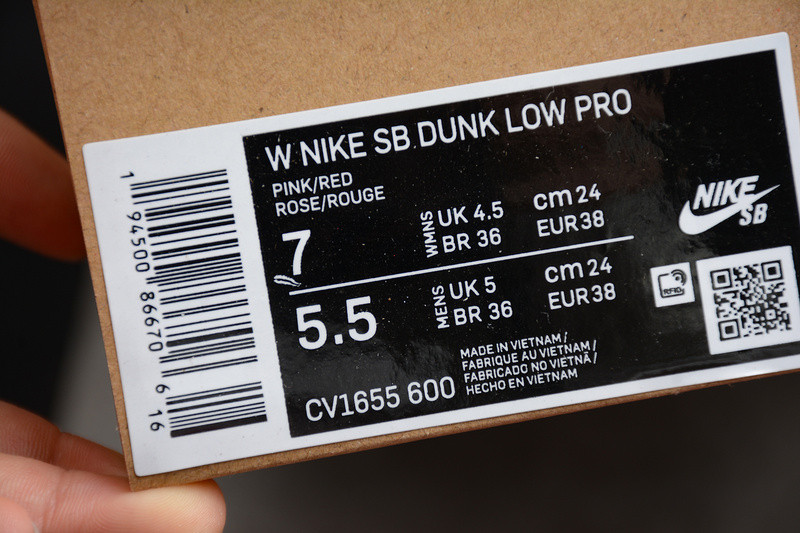 W NIKE SB DUNK LOW PRO
PINK/RED
ROSE/ROUGE
7
WMNS
UK 4.5
BR 36
cm 24
EUR 38
5.5
MENS
UK 5
BR 36
cm 24
EUR 38
CV1655 600
MADE IN VIETNAM /
FABRIQUE AU VIETNAM /
FABRICADO NO VIETNÃ /
HECHO EN VIETNAM
NIKE
SB
RFID
1 94500 86670 6 16